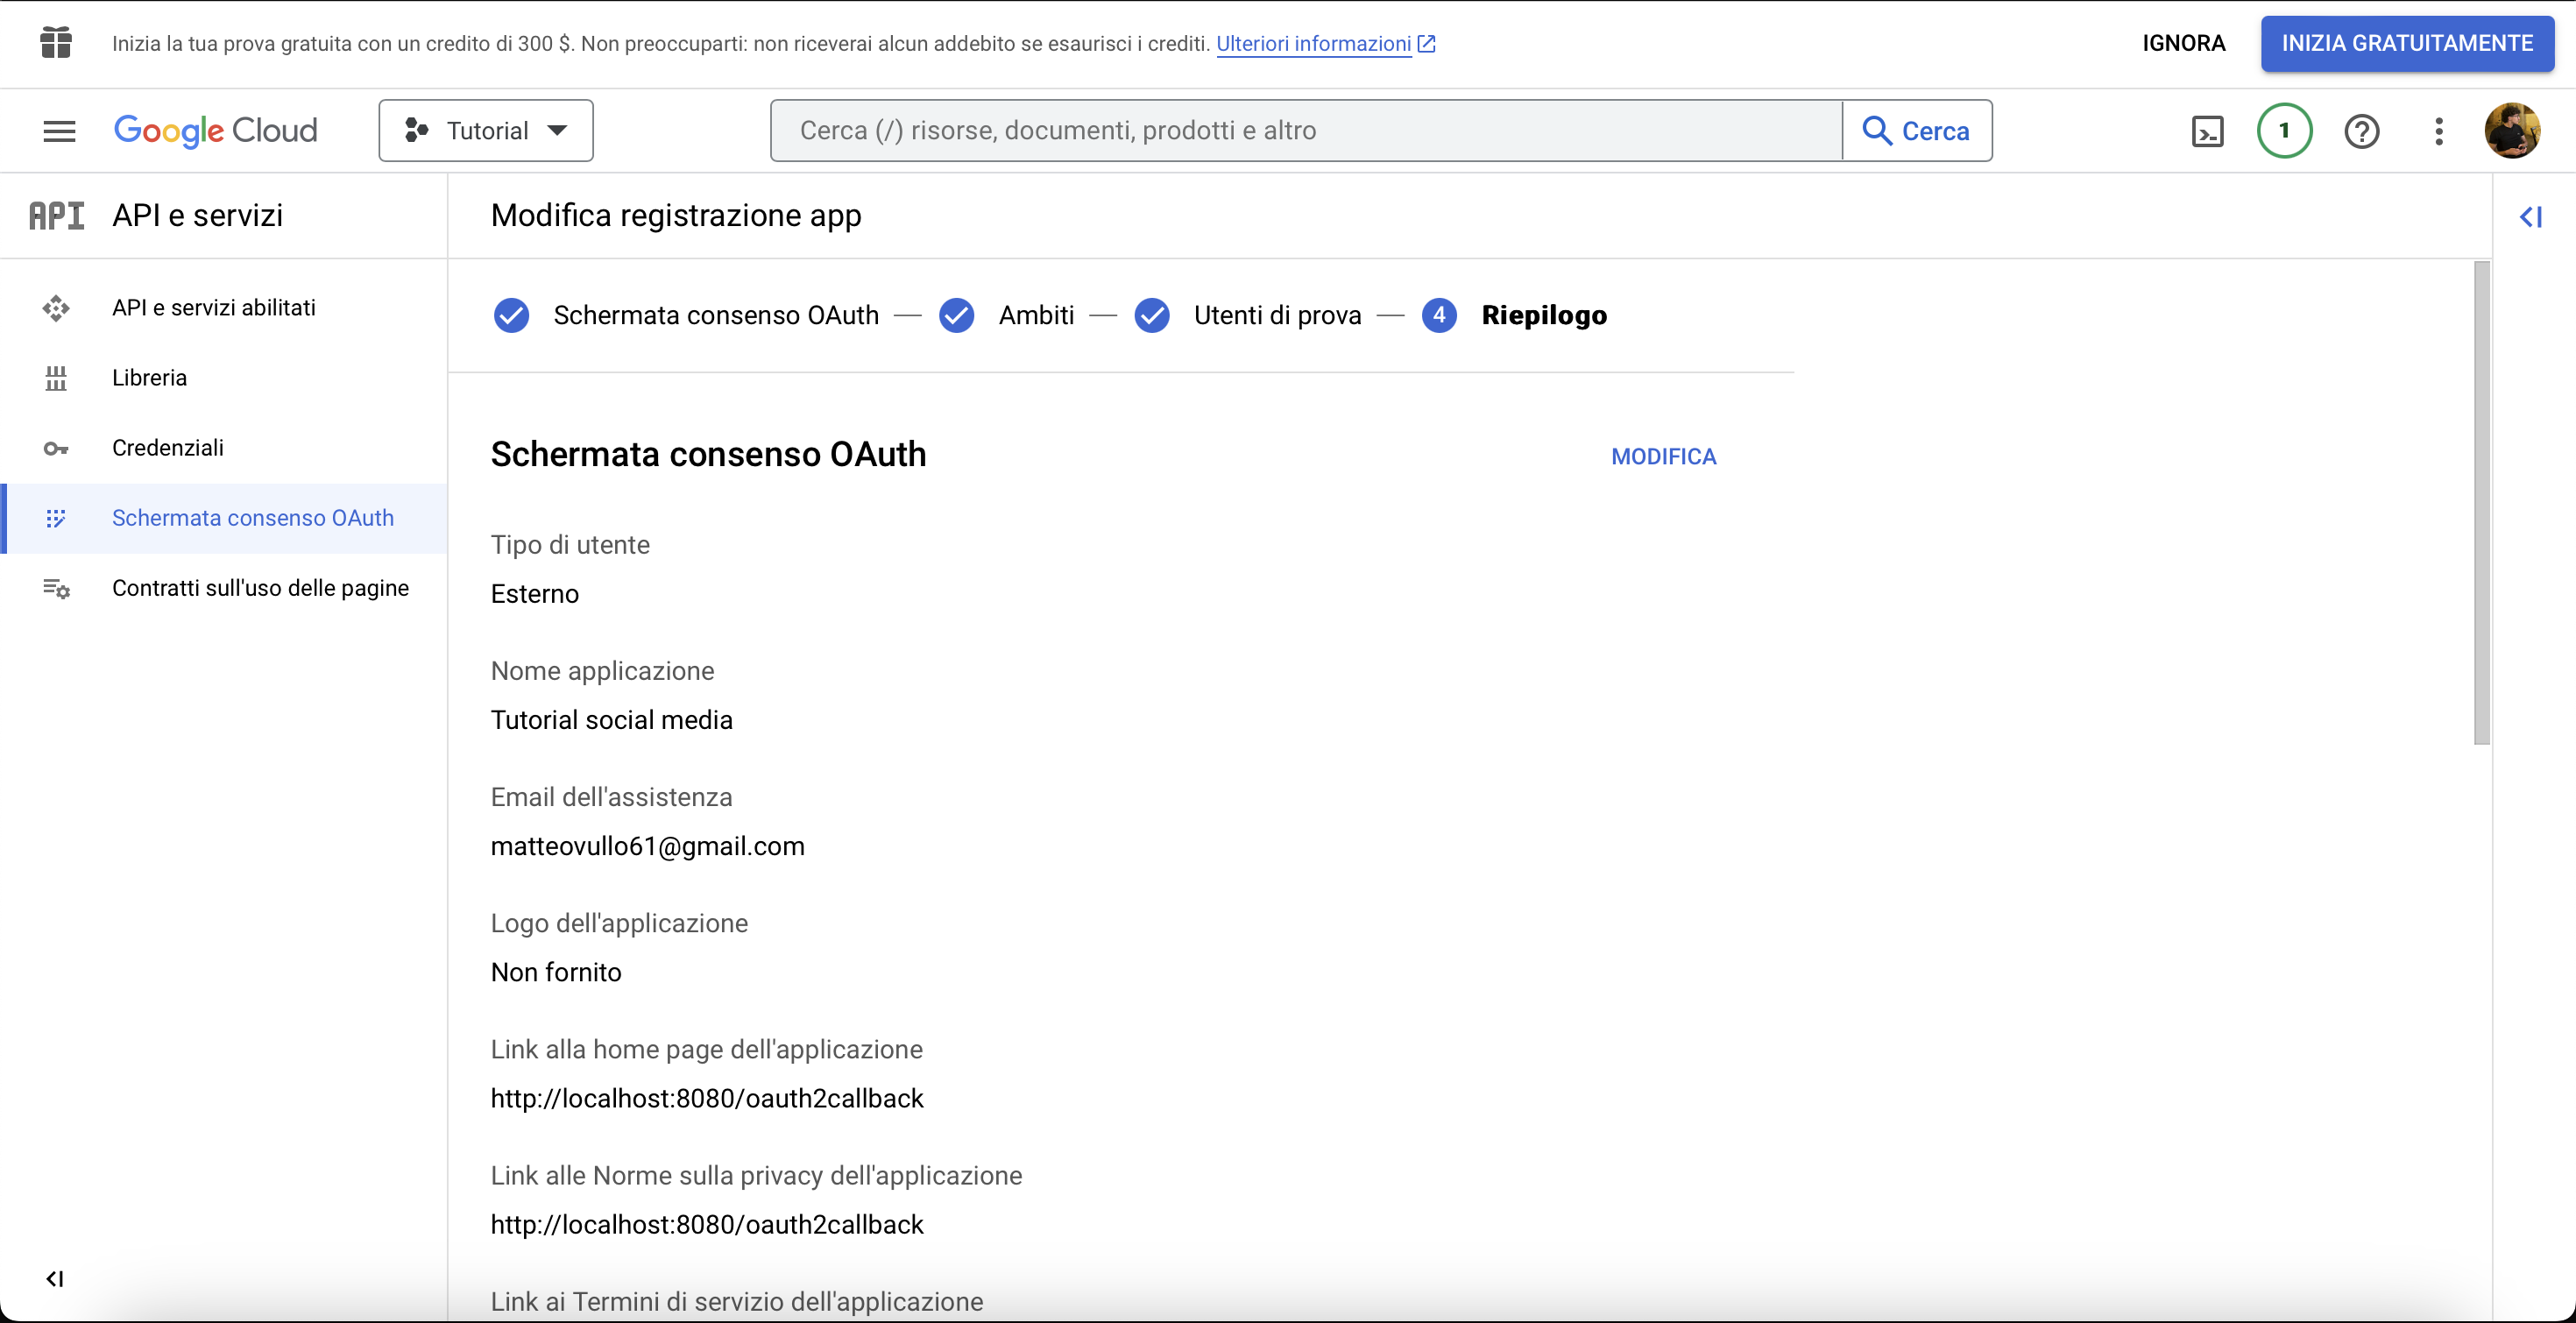 Inizia la tua prova gratuita con un credito di 300 $. Non preoccuparti: non riceverai alcun addebito se esaurisci i crediti. Ulteriori informazioni
IGNORA
INIZIA GRATUITAMENTE
Google Cloud
Tutorial
Cerca (/) risorse, documenti, prodotti e altro
Cerca
1
API
API e servizi
Modifica registrazione app
API e servizi abilitati
Libreria
Credenziali
Schermata consenso OAuth
Contratti sull'uso delle pagine
Schermata consenso OAuth — Ambiti — Utenti di prova — 4 Riepilogo
Schermata consenso OAuth
MODIFICA
Tipo di utente
Esterno
Nome applicazione
Tutorial social media
Email dell'assistenza
matteovullo61@gmail.com
Logo dell'applicazione
Non fornito
Link alla home page dell'applicazione
http://localhost:8080/oauth2callback
Link alle Norme sulla privacy dell'applicazione
http://localhost:8080/oauth2callback
Link ai Termini di servizio dell'applicazione